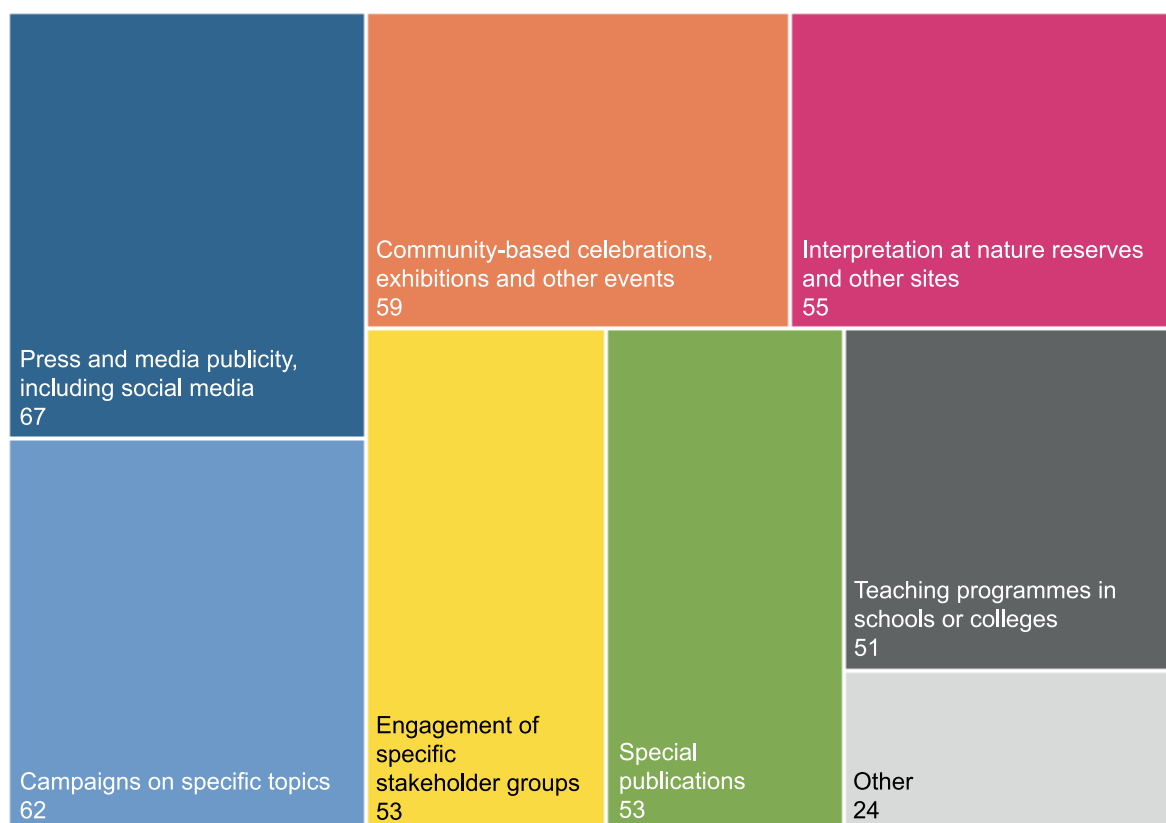 Press and media publicity,
including social media
67
Community-based celebrations,
exhibitions and other events
59
Interpretation at nature reserves
and other sites
55
Campaigns on specific topics
62
Engagement of
specific
stakeholder groups
53
Special
publications
53
Teaching programmes in
schools or colleges
51
Other
24